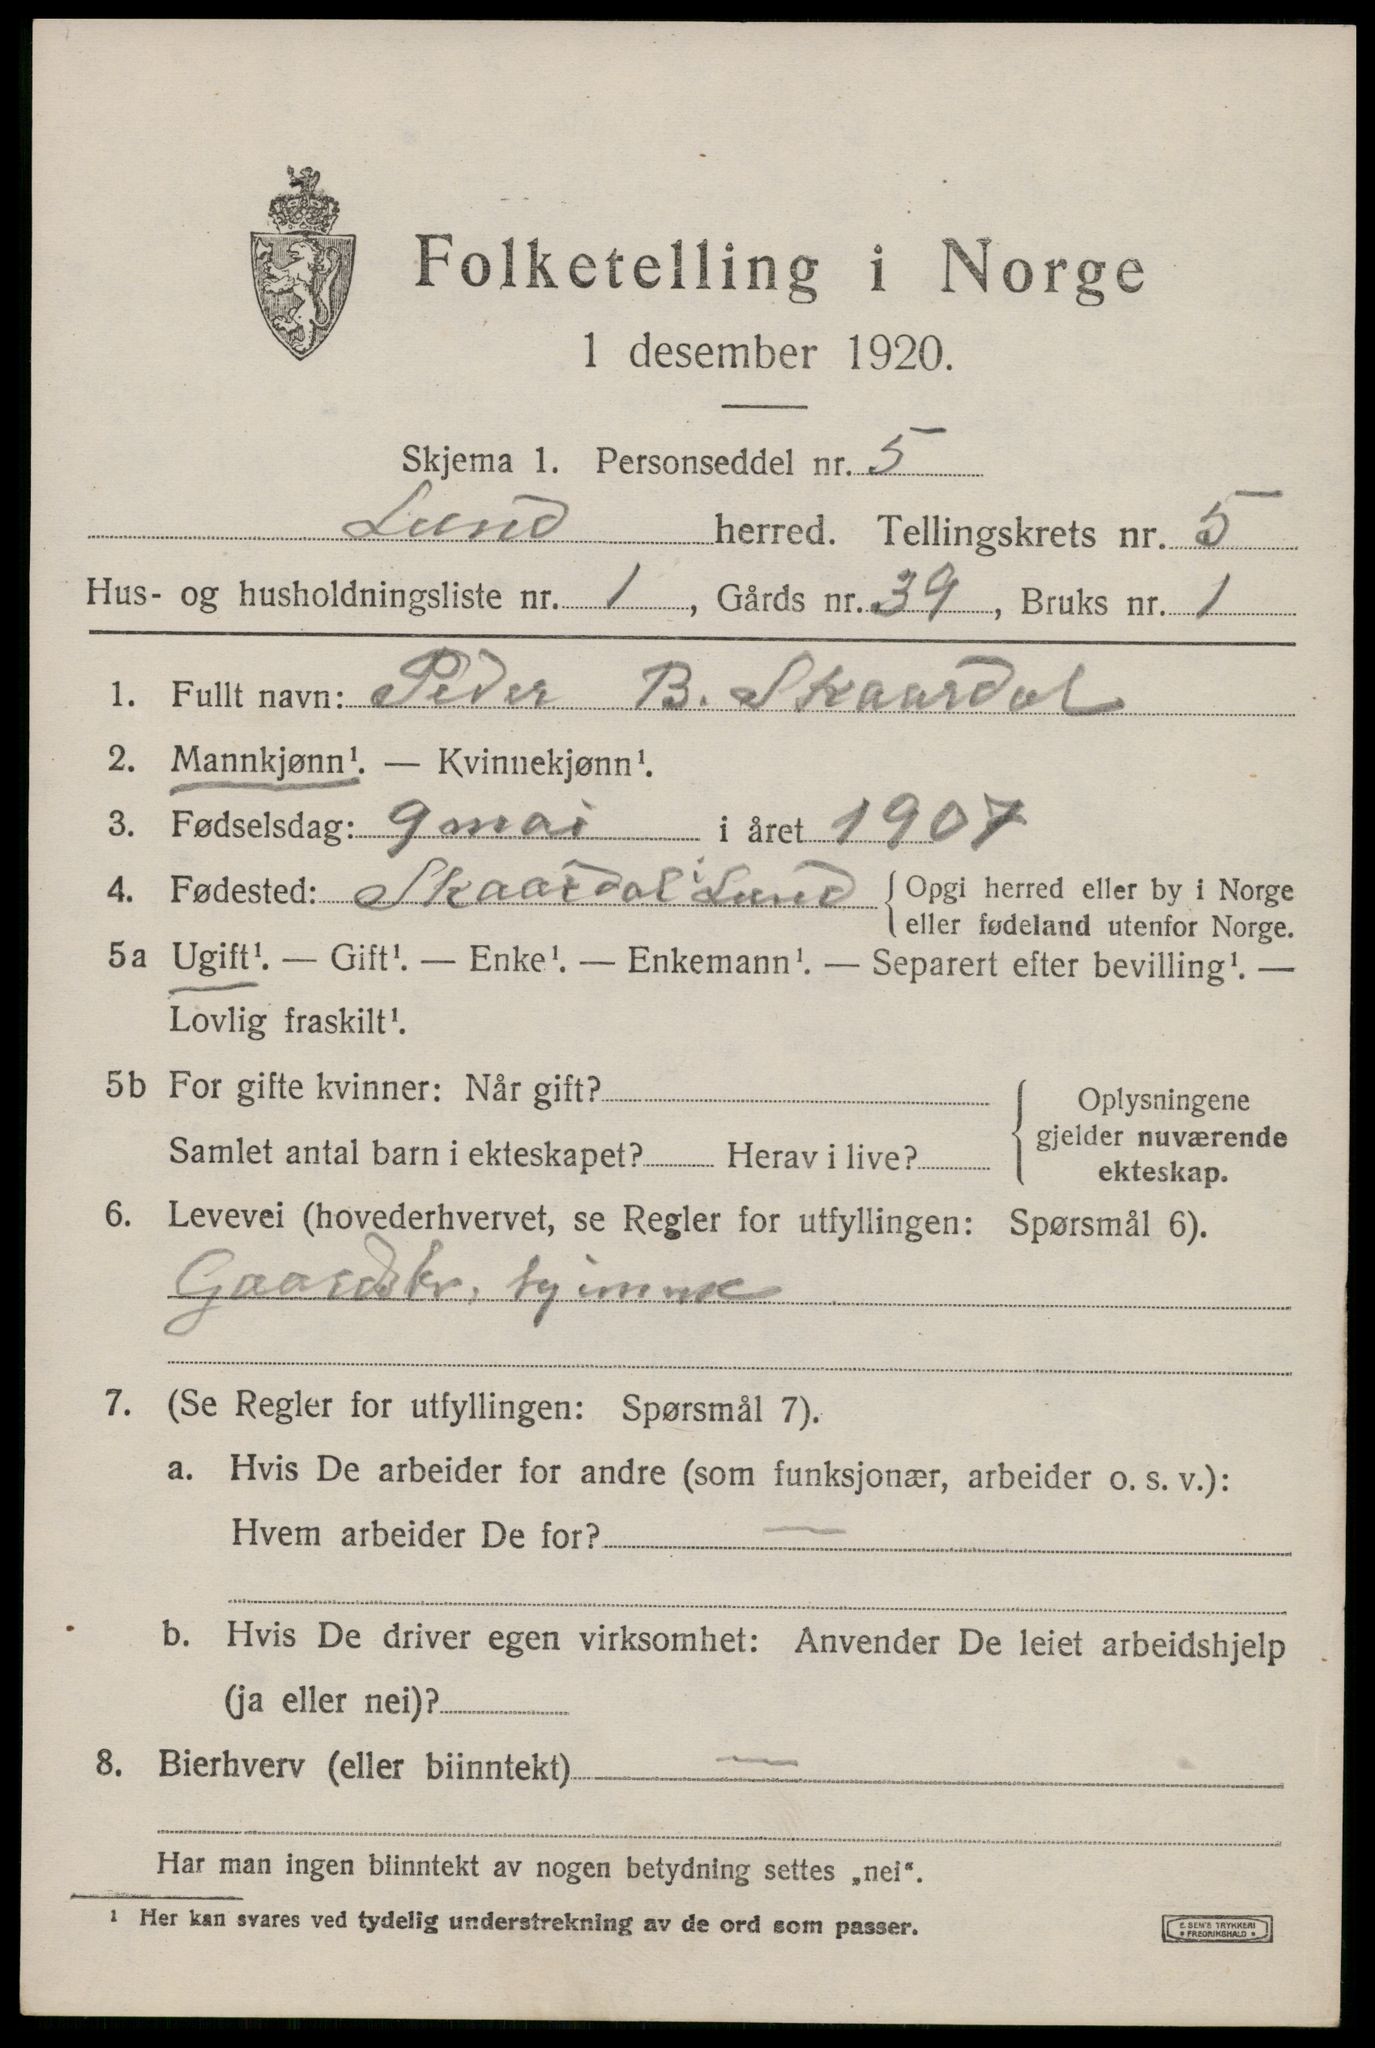 Folketelling i Norge
1 desember 1920.
Skjema 1. Personseddel nr. 5
Lund herred. Tellingskrets nr. 5
Hus- og husholdningsliste nr. 1, Gårds nr. 39, Bruks nr. 1
1. Fullt navn: Peder B. Skaardal
2. Mannkjønn¹. — Kvinnekjønn¹.
3. Fødselsdag: 9 mai i året 1907
4. Fødested: Skaardal i Lund { Opgi herred eller by i Norge
eller fødeland utenfor Norge.
5a Ugift¹. — Gift¹. — Enke¹. — Enkemann¹. — Separert efter bevilling¹. —
Lovlig fraskilt¹.
5b For gifte kvinner: Når gift?
Samlet antal barn i ekteskapet? Herav i live?
Oplysningene
gjelder nuværende
ekteskap.
6. Levevei (hovederhvervet, se Regler for utfyllingen: Spørsmål 6).
Gaardbr.
7. (Se Regler for utfyllingen: Spørsmål 7).
a. Hvis De arbeider for andre (som funksjonær, arbeider o. s. v.):
Hvem arbeider De for? —
b. Hvis De driver egen virksomhet: Anvender De leiet arbeidshjelp
(ja eller nei)?
8. Bierhverv (eller biinntekt) —
Har man ingen biinntekt av nogen betydning settes „nei“.
¹ Her kan svares ved tydelig understrekning av de ord som passer.
E. SEM'S TRYKKERI
• FREDRIKSHALD •